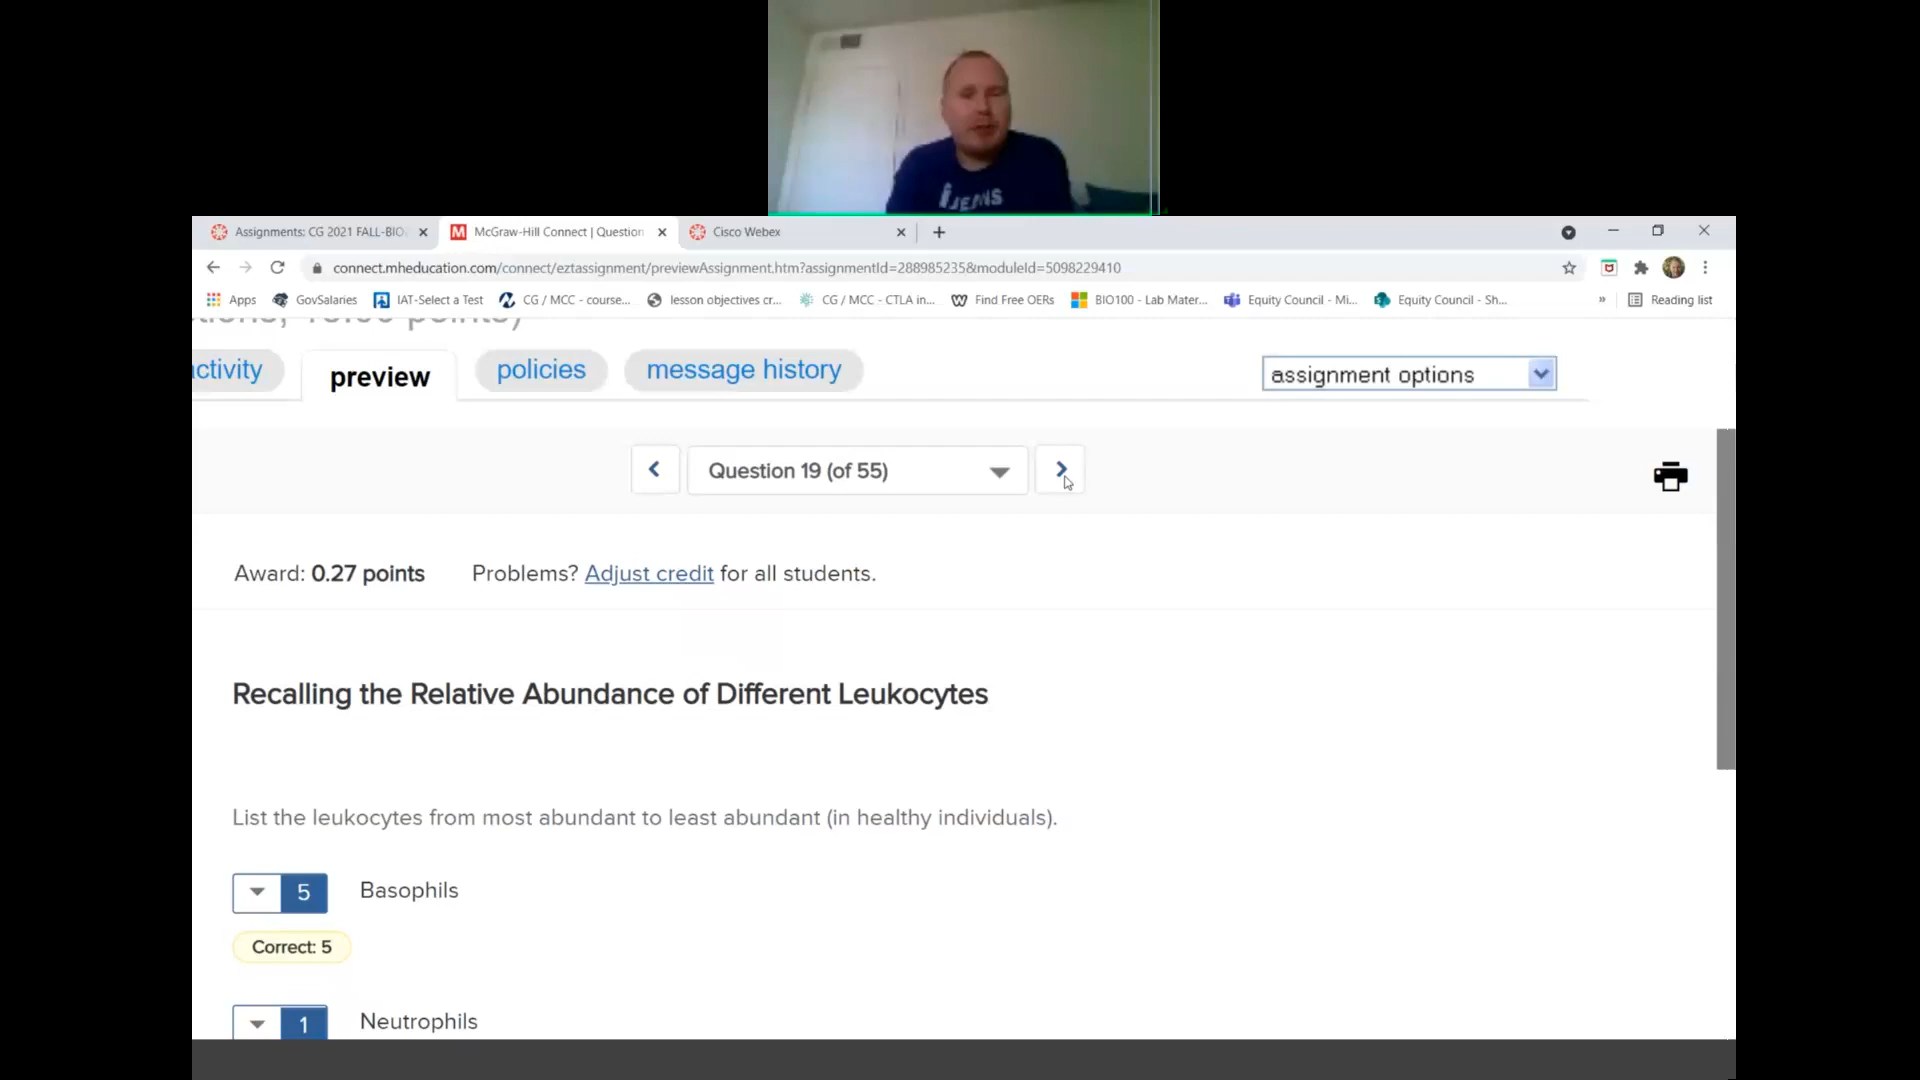 iJEANS
Assignments: CG 2021 FALL-BIO
McGraw-Hill Connect | Question
Cisco Webex
connect.mheducation.com/connect/eztassignment/previewAssignment.htm?assignmentId=288985235&moduleId=5098229410
Apps GovSalaries IAT-Select a Test CG / MCC - course... lesson objectives cr... CG / MCC - CTLA in... Find Free OERs BIO100 - Lab Mater... Equity Council - Mi... Equity Council - Sh... » Reading list
activity preview policies message history assignment options
Question 19 (of 55)
Award: 0.27 points Problems? Adjust credit for all students.
Recalling the Relative Abundance of Different Leukocytes
List the leukocytes from most abundant to least abundant (in healthy individuals).
5 Basophils
Correct: 5
1 Neutrophils